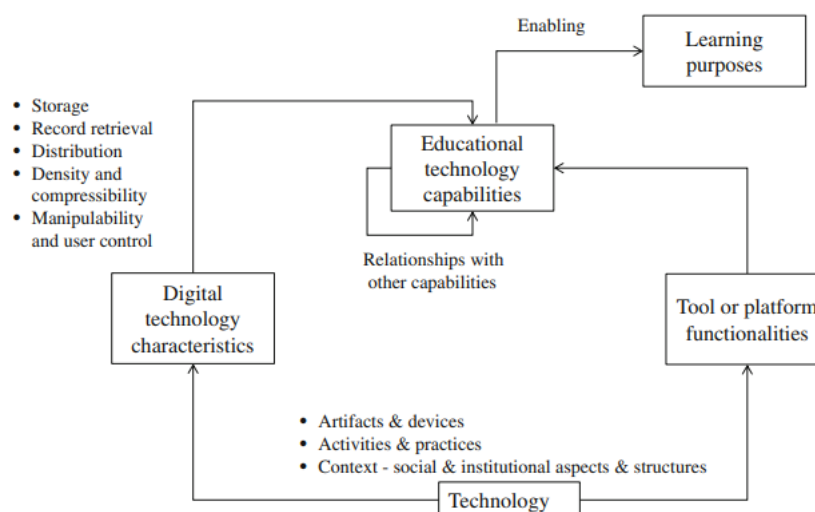 Enabling
Learning
purposes
• Storage
• Record retrieval
• Distribution
• Density and
compressibility
• Manipulability
and user control
Educational
technology
capabilities
Relationships with
other capabilities
Digital
technology
characteristics
Tool or platform
functionalities
• Artifacts & devices
• Activities & practices
• Context - social & institutional aspects & structures
Technology